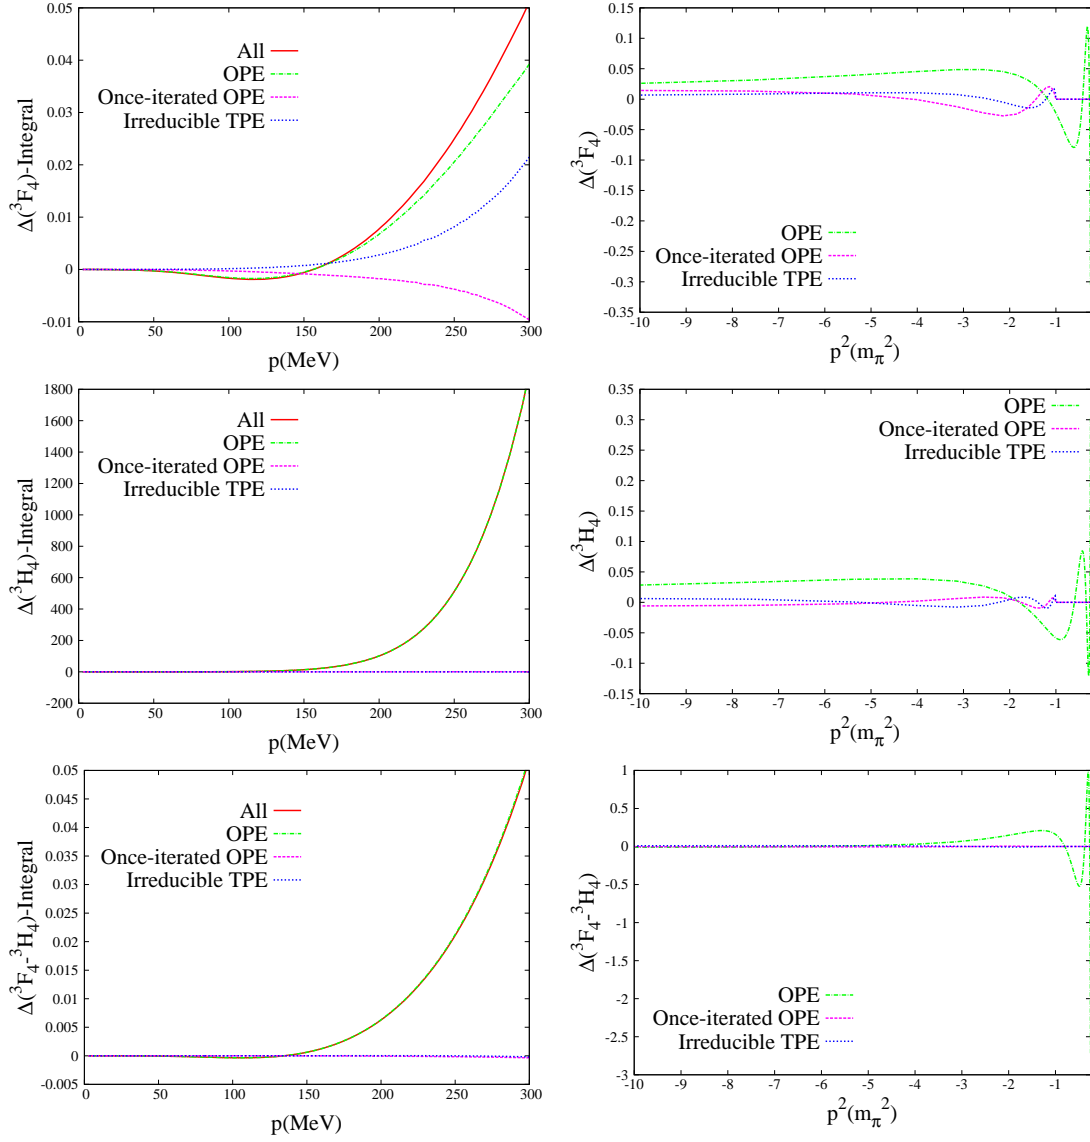 0.05
0.04
0.03
0.02
0.01
0
-0.01
0 50 100 150 200 250 300
Δ(³F₄)-Integral
p(MeV)
All
OPE
Once-iterated OPE
Irreducible TPE
0.15
0.1
0.05
0
-0.05
-0.1
-0.15
-0.2
-0.25
-0.3
-0.35
-10 -9 -8 -7 -6 -5 -4 -3 -2 -1
Δ(³F₄)
p^2(m_π^2)
OPE
Once-iterated OPE
Irreducible TPE
1800
1600
1400
1200
1000
800
600
400
200
0
-200
0 50 100 150 200 250 300
Δ(³H₄)-Integral
p(MeV)
All
OPE
Once-iterated OPE
Irreducible TPE
0.35
0.3
0.25
0.2
0.15
0.1
0.05
0
-0.05
-0.1
-0.15
-10 -9 -8 -7 -6 -5 -4 -3 -2 -1
Δ(³H₄)
p^2(m_π^2)
OPE
Once-iterated OPE
Irreducible TPE
0.05
0.045
0.04
0.035
0.03
0.025
0.02
0.015
0.01
0.005
0
-0.005
0 50 100 150 200 250 300
Δ(³F₄-³H₄)-Integral
p(MeV)
All
OPE
Once-iterated OPE
Irreducible TPE
1
0.5
0
-0.5
-1
-1.5
-2
-2.5
-3
-10 -9 -8 -7 -6 -5 -4 -3 -2 -1
Δ(³F₄-³H₄)
p^2(m_π^2)
OPE
Once-iterated OPE
Irreducible TPE